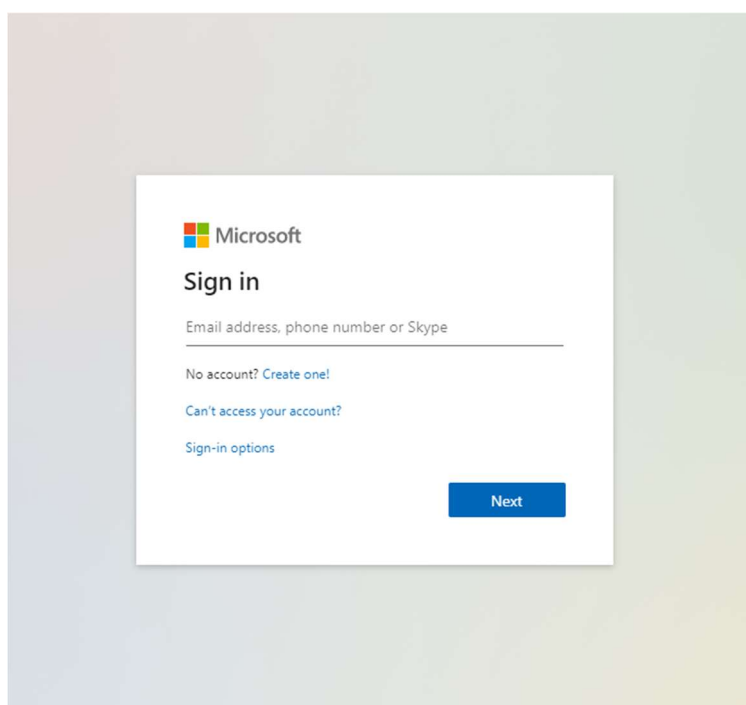 Microsoft
Sign in
Email address, phone number or Skype
No account? Create one!
Can't access your account?
Sign-in options
Next